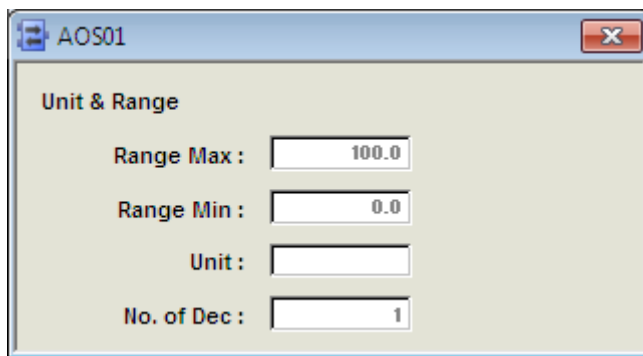 AOS01
Unit & Range
Range Max : 100.0
Range Min : 0.0
Unit :
No. of Dec : 1